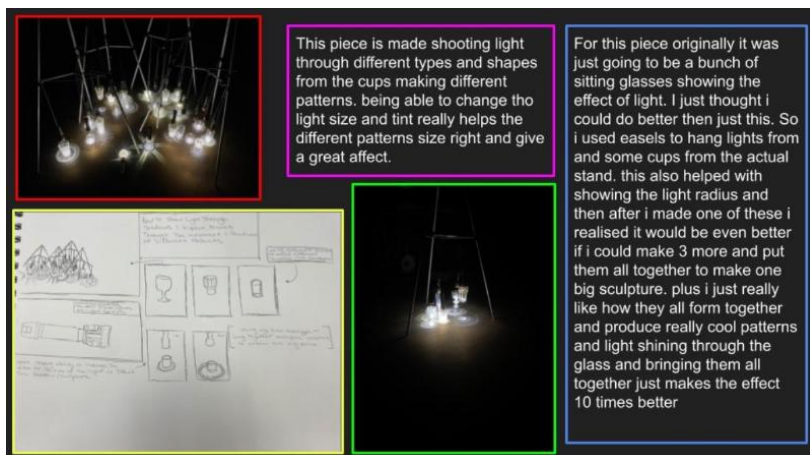 This piece is made shooting light
through different types and shapes
from the cups making different
patterns. being able to change tho
light size and tint really helps the
different patterns size right and give
a great affect.
For this piece originally it was
just going to be a bunch of
sitting glasses showing the
effect of light. I just thought i
could do better then just this. So
i used easels to hang lights from
and some cups from the actual
stand. this also helped with
showing the light radius and
then after i made one of these i
realised it would be even better
if i could make 3 more and put
them all together to make one
big sculpture. plus i just really
like how they all form together
and produce really cool patterns
and light shining through the
glass and bringing them all
together just makes the effect
10 times better